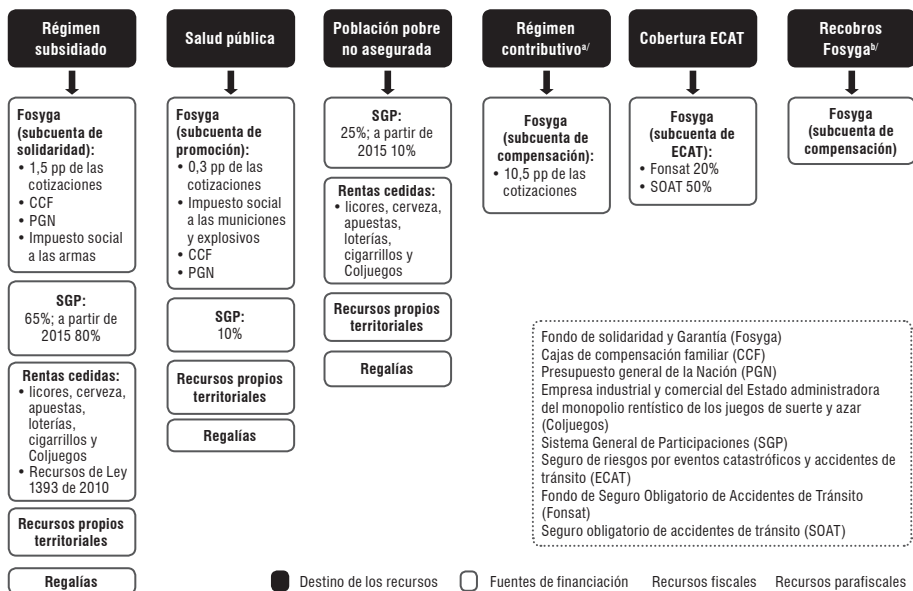 Régimen
subsidiado
Salud pública
Población pobre
no asegurada
Régimen
contributivoa/
Cobertura ECAT
Recobros
Fosygab/
Fosyga
(subcuenta de
solidaridad):
• 1,5 pp de las
cotizaciones
• CCF
• PGN
• Impuesto social
a las armas
SGP:
65%; a partir de
2015 80%
Rentas cedidas:
• licores, cerveza,
apuestas,
loterías,
cigarrillos y
Coljuegos
• Recursos de Ley
1393 de 2010
Recursos propios
territoriales
Regalías
Fosyga
(subcuenta de
promoción):
• 0,3 pp de las
cotizaciones
• Impuesto social
a las municiones
y explosivos
• CCF
• PGN
SGP:
10%
Recursos propios
territoriales
Regalías
SGP:
25%; a partir de
2015 10%
Rentas cedidas:
• licores, cerveza,
apuestas,
loterías,
cigarrillos y
Coljuegos
Recursos propios
territoriales
Regalías
Fosyga
(subcuenta de
compensación):
• 10,5 pp de las
cotizaciones
Fosyga
(subcuenta de
ECAT):
• Fonsat 20%
• SOAT 50%
Fosyga
(subcuenta de
compensación)
Fondo de solidaridad y Garantía (Fosyga)
Cajas de compensación familiar (CCF)
Presupuesto general de la Nación (PGN)
Empresa industrial y comercial del Estado administradora
del monopolio rentístico de los juegos de suerte y azar
(Coljuegos)
Sistema General de Participaciones (SGP)
Seguro de riesgos por eventos catastróficos y accidentes de
tránsito (ECAT)
Fondo de Seguro Obligatorio de Accidentes de Tránsito
(Fonsat)
Seguro obligatorio de accidentes de tránsito (SOAT)
Destino de los recursos Fuentes de financiación Recursos fiscales Recursos parafiscales